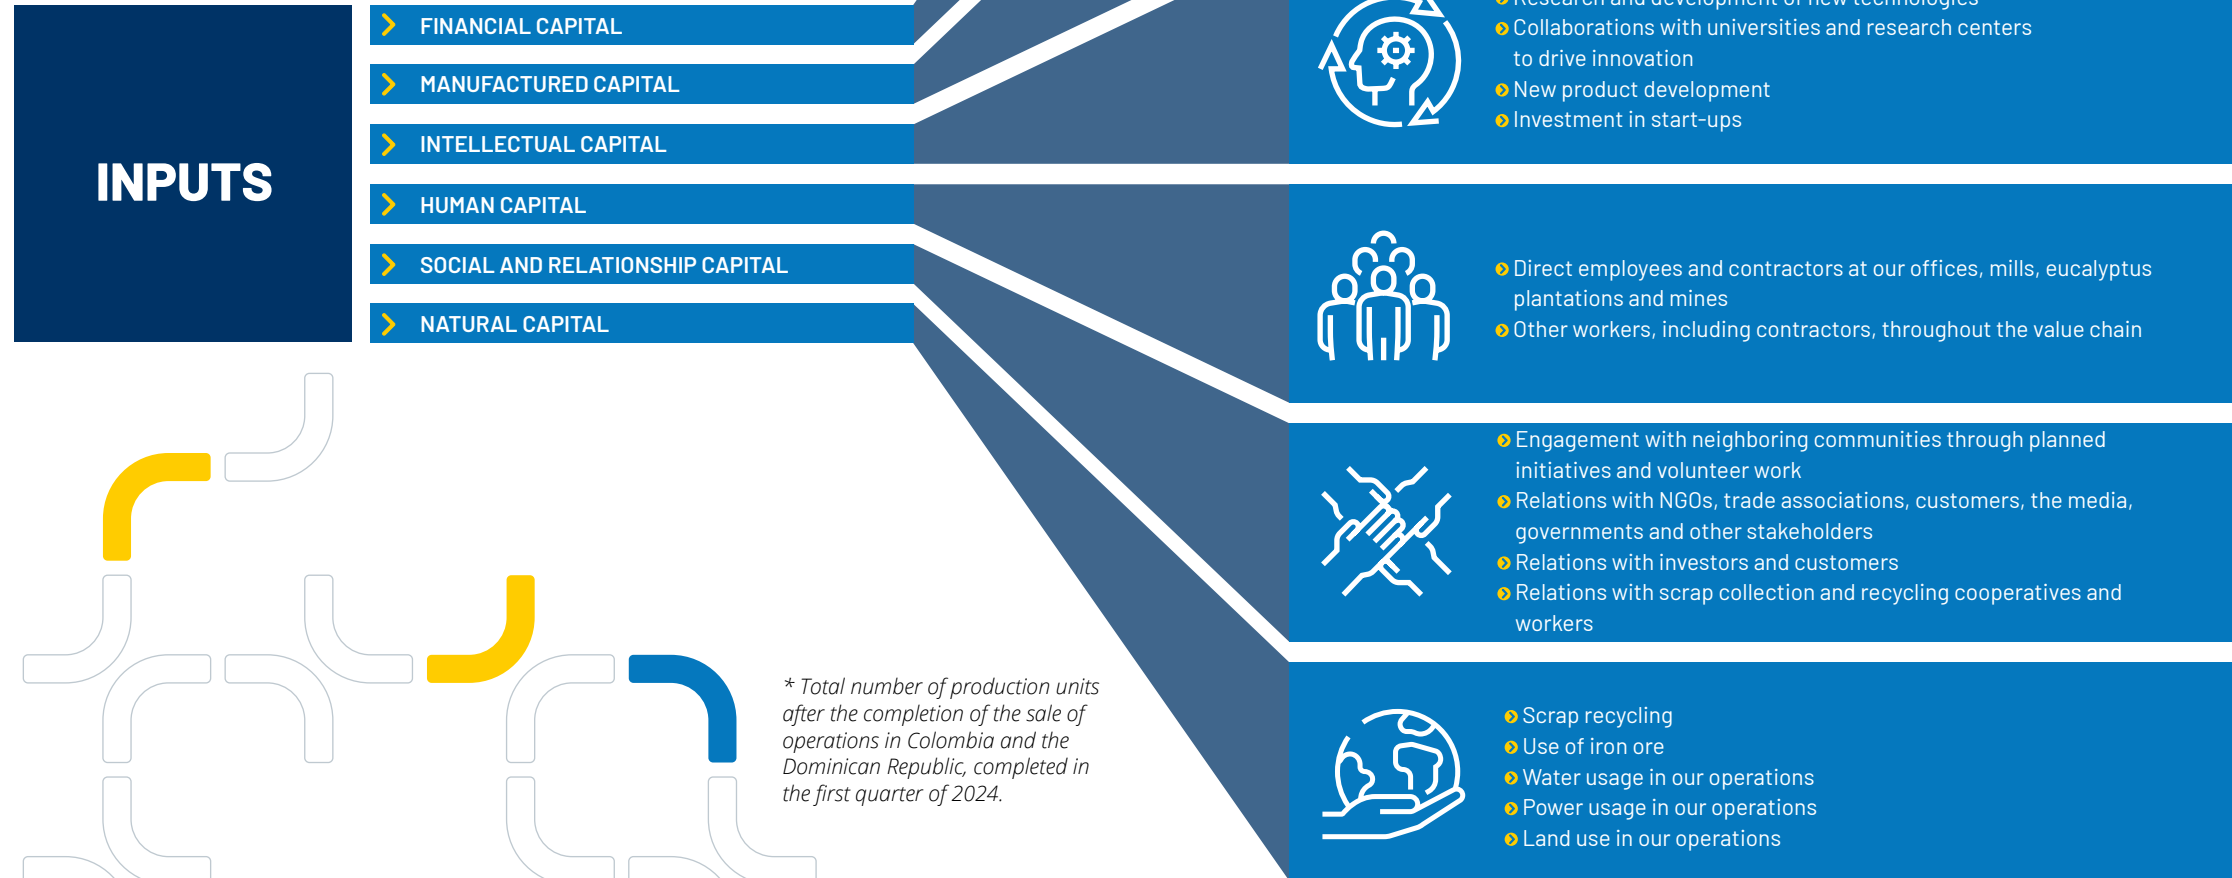 INPUTS
FINANCIAL CAPITAL
MANUFACTURED CAPITAL
INTELLECTUAL CAPITAL
HUMAN CAPITAL
SOCIAL AND RELATIONSHIP CAPITAL
NATURAL CAPITAL
Research and development of new technologies
Collaborations with universities and research centers
to drive innovation
New product development
Investment in start-ups
Direct employees and contractors at our offices, mills, eucalyptus
plantations and mines
Other workers, including contractors, throughout the value chain
Engagement with neighboring communities through planned
initiatives and volunteer work
Relations with NGOs, trade associations, customers, the media,
governments and other stakeholders
Relations with investors and customers
Relations with scrap collection and recycling cooperatives and
workers
Scrap recycling
Use of iron ore
Water usage in our operations
Power usage in our operations
Land use in our operations
* Total number of production units
after the completion of the sale of
operations in Colombia and the
Dominican Republic, completed in
the first quarter of 2024.